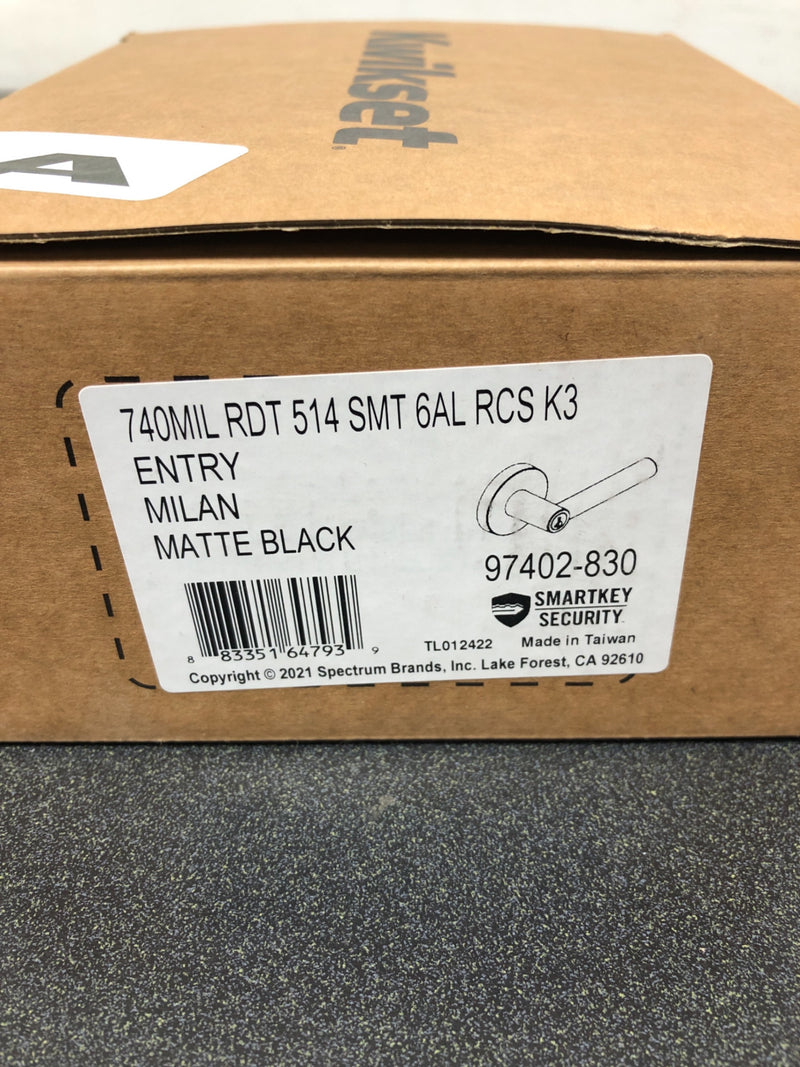 Kwikset
A
740MIL RDT 514 SMT 6AL RCS K3
ENTRY
MILAN
MATTE BLACK
97402-830
SMARTKEY
SECURITY
8 83351 64793 9
TL012422 Made in Taiwan
Copyright © 2021 Spectrum Brands, Inc. Lake Forest, CA 92610